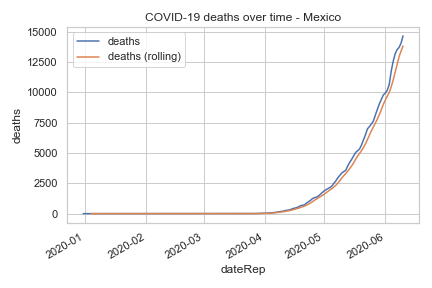 COVID-19 deaths over time - Mexico
deaths
deaths (rolling)
15000
12500
10000
7500
5000
2500
0
deaths
2020-01
2020-02
2020-03
2020-04
2020-05
2020-06
dateRep